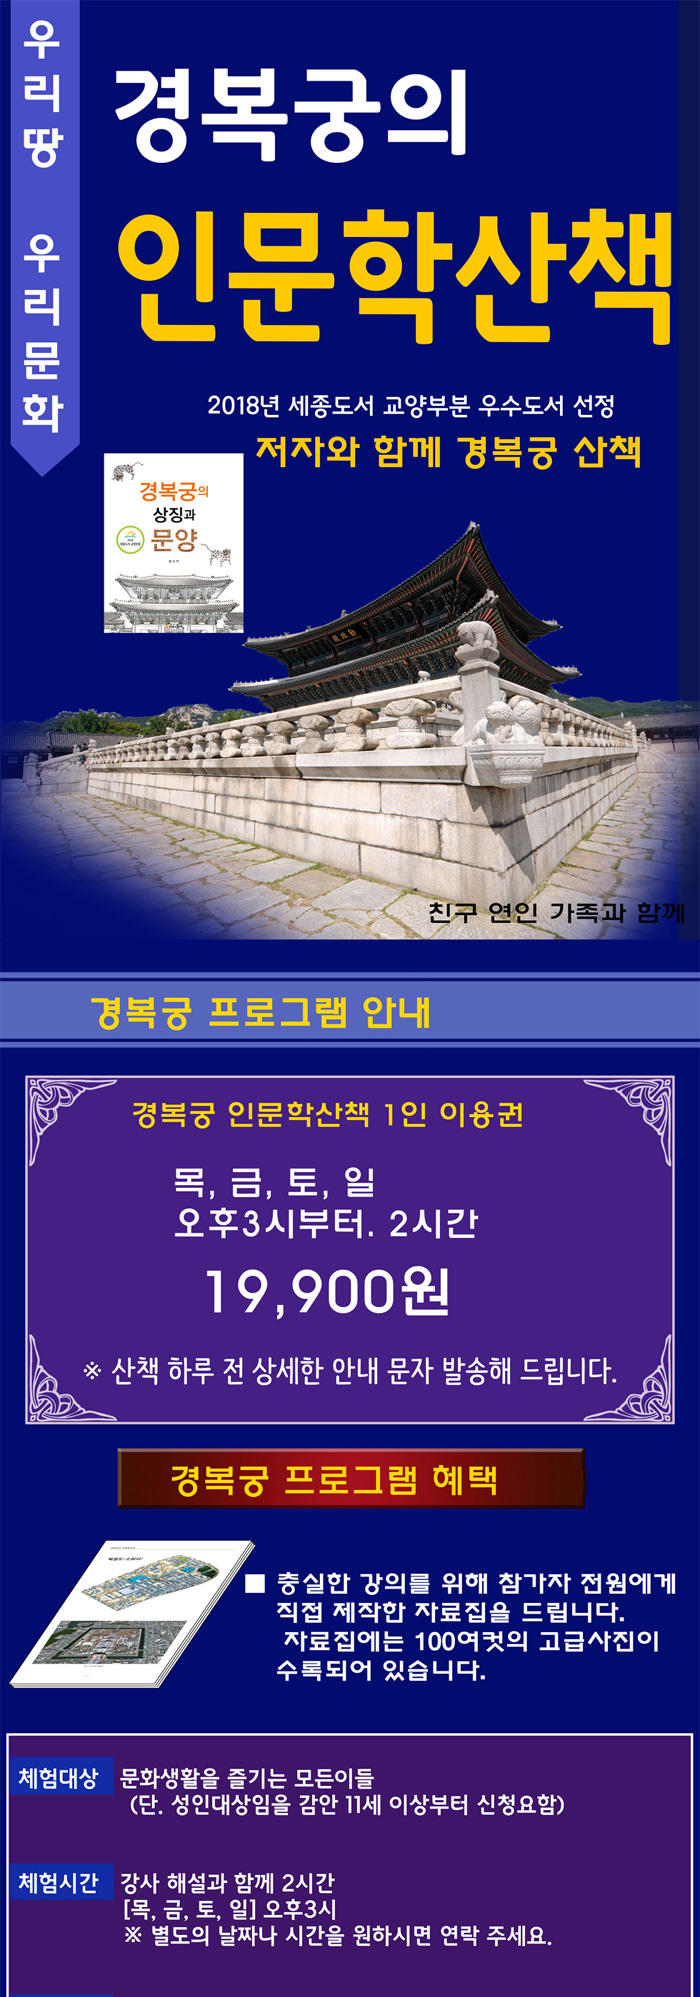 우리땅 우리문화
경복궁의
인문학산책
2018년 세종도서 교양부분 우수도서 선정
저자와 함께 경복궁 산책
경복궁의
상징과
문양
친구 연인 가족과 함께
경복궁 프로그램 안내
경복궁 인문학산책 1인 이용권
목, 금, 토, 일
오후3시부터. 2시간
19,900원
※ 산책 하루 전 상세한 안내 문자 발송해 드립니다.
경복궁 프로그램 혜택
■ 충실한 강의를 위해 참가자 전원에게
직접 제작한 자료집을 드립니다.
자료집에는 100여컷의 고급사진이
수록되어 있습니다.
체험대상 문화생활을 즐기는 모든이들
(단. 성인대상임을 감안 11세 이상부터 신청요함)
체험시간 강사 해설과 함께 2시간
[목, 금, 토, 일] 오후3시
※ 별도의 날짜나 시간을 원하시면 연락 주세요.